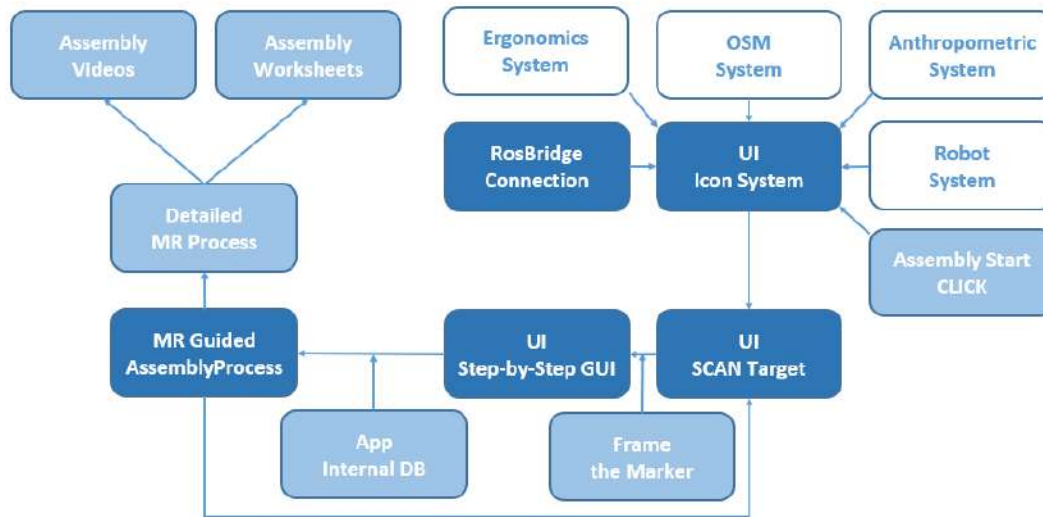 Assembly
Videos
Assembly
Worksheets
Ergonomics
System
OSM
System
Anthropometric
System
RosBridge
Connection
UI
Icon System
Robot
System
Detailed
MR Process
Assembly Start
CLICK
MR Guided
AssemblyProcess
UI
Step-by-Step GUI
UI
SCAN Target
App
Internal DB
Frame
the Marker